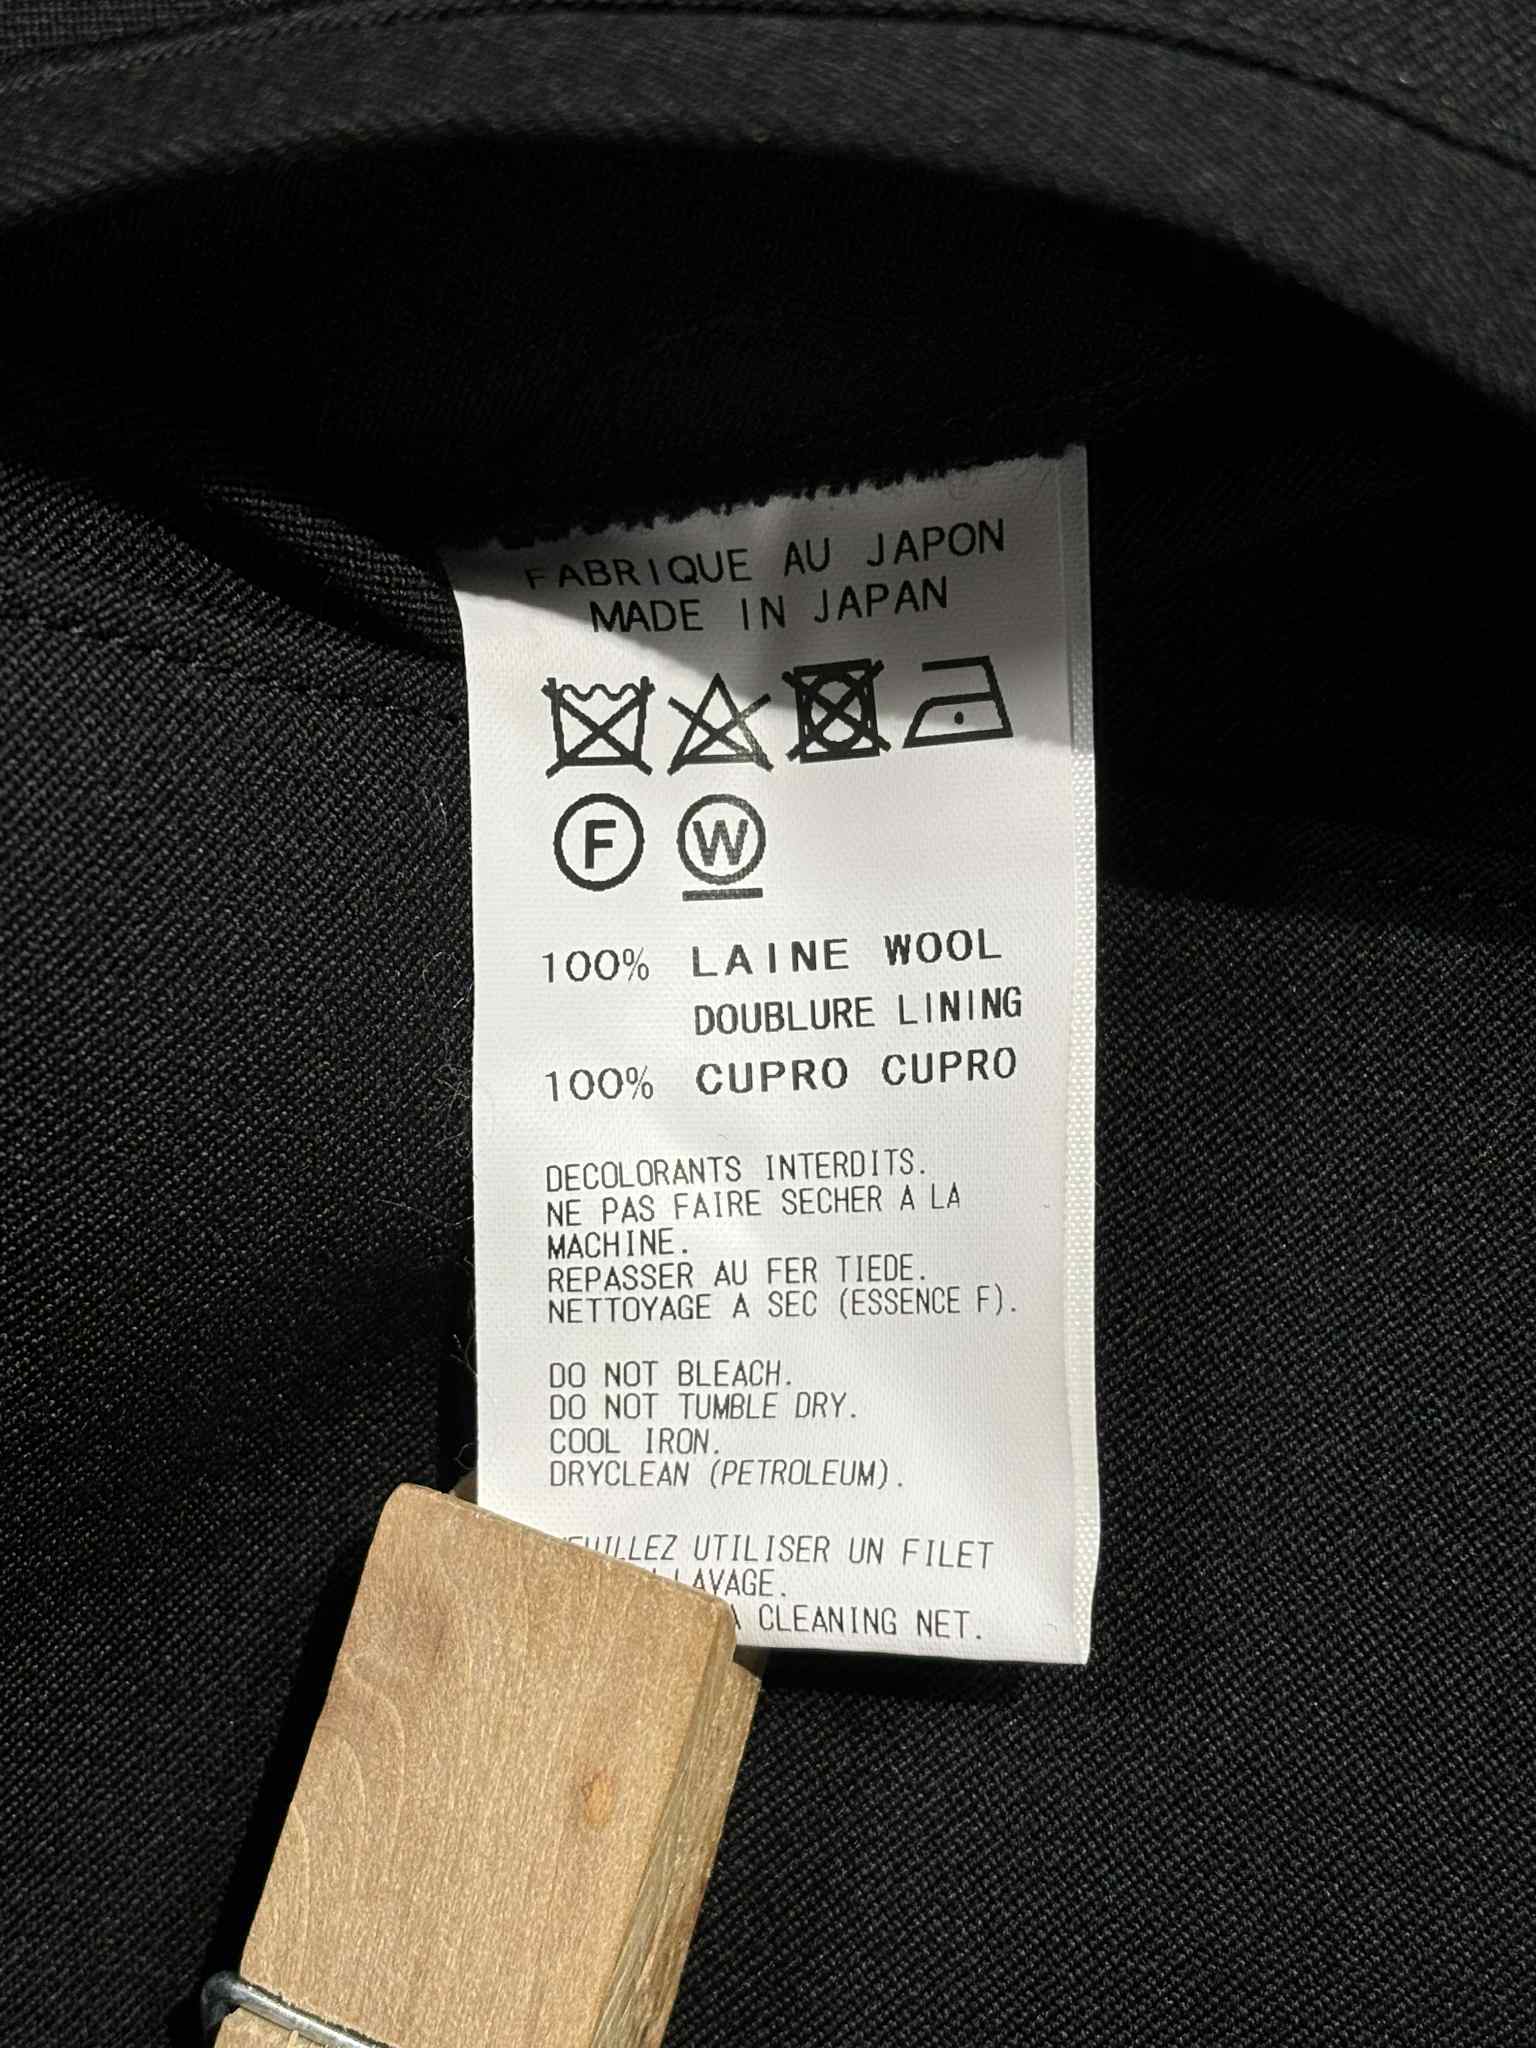 FABRIQUE AU JAPON
MADE IN JAPAN
F W
100% LAINE WOOL
DOUBLURE LINING
100% CUPRO CUPRO
DECOLORANTS INTERDITS.
NE PAS FAIRE SECHER A LA
MACHINE.
REPASSER AU FER TIEDE.
NETTOYAGE A SEC (ESSENCE F).
DO NOT BLEACH.
DO NOT TUMBLE DRY.
COOL IRON.
DRYCLEAN (PETROLEUM).
UTILISER UN FILET
LAVAGE.
A CLEANING NET.